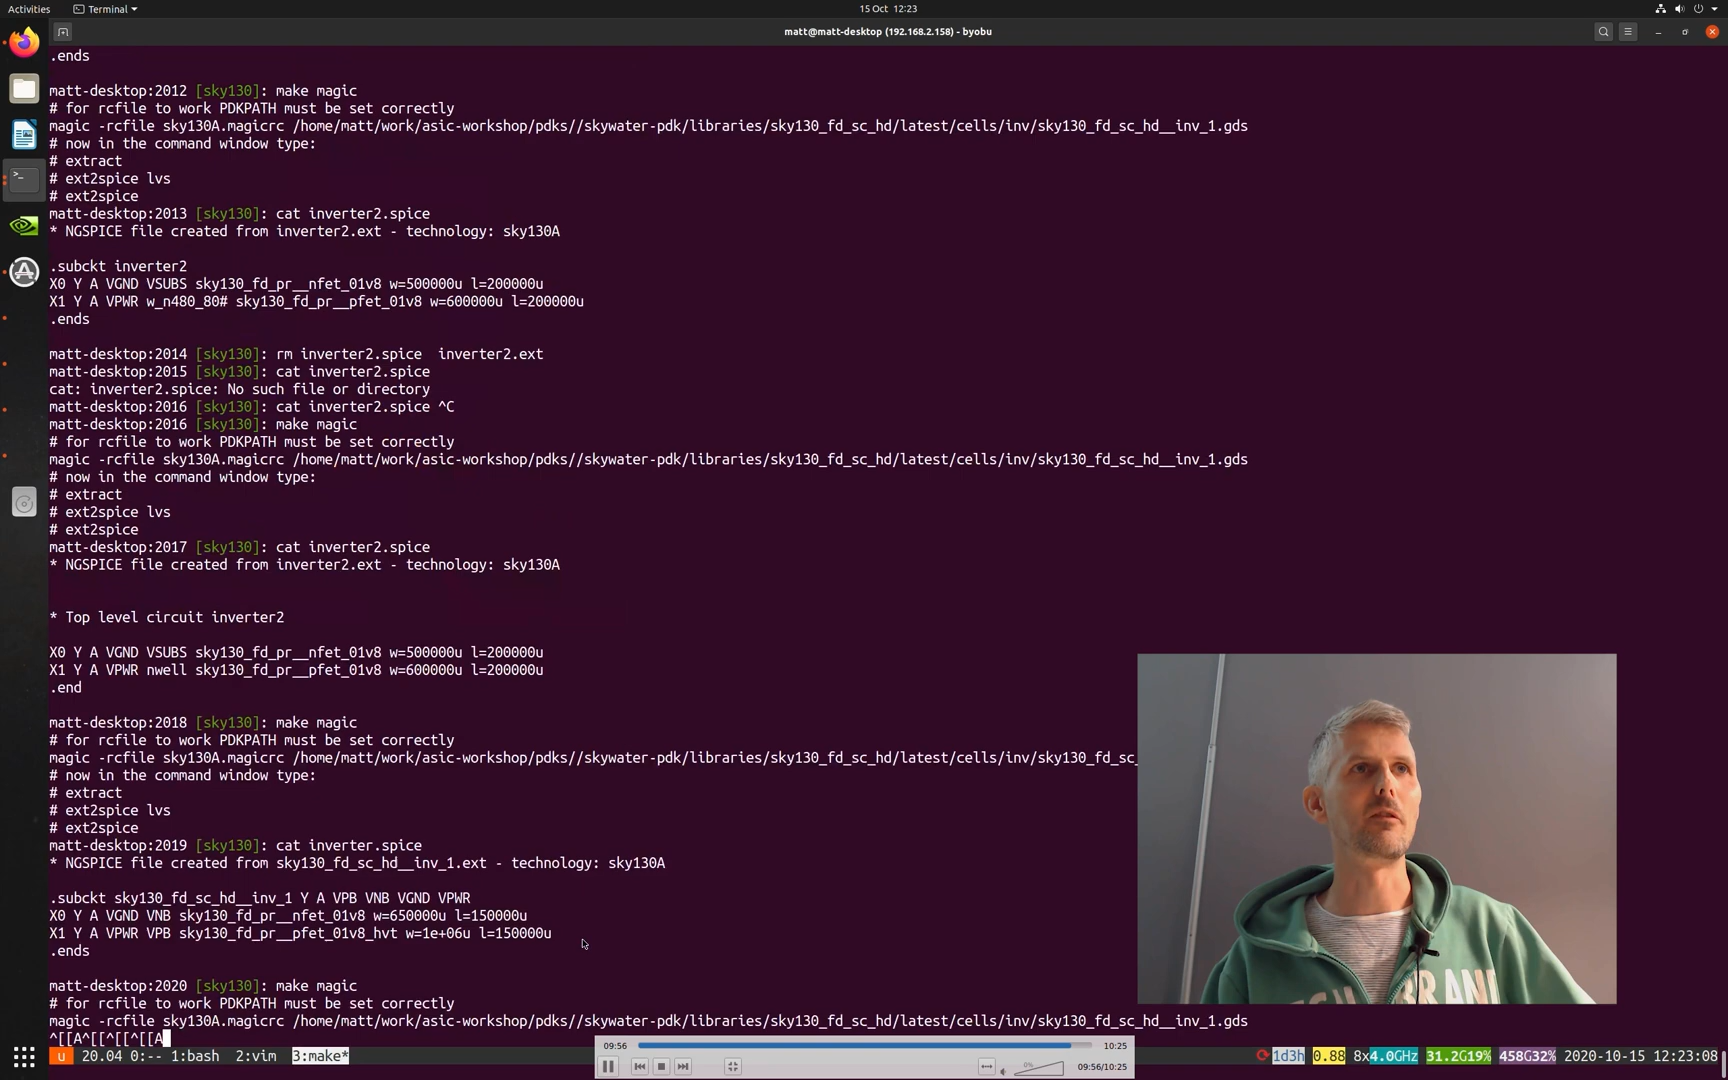 Activities
Terminal
15 Oct 12:23
matt@matt-desktop (192.168.2.158) - byobu
.ends
matt-desktop:2012 [sky130]: make magic
# for rcfile to work PDKPATH must be set correctly
magic -rcfile sky130A.magicrc /home/matt/work/asic-workshop/pdks//skywater-pdk/libraries/sky130_fd_sc_hd/latest/cells/inv/sky130_fd_sc_hd__inv_1.gds
# now in the command window type:
# extract
# ext2spice lvs
# ext2spice
matt-desktop:2013 [sky130]: cat inverter2.spice
* NGSPICE file created from inverter2.ext - technology: sky130A
.subckt inverter2
X0 Y A VGND VSUBS sky130_fd_pr__nfet_01v8 w=500000u l=200000u
X1 Y A VPWR w_n480_80# sky130_fd_pr__pfet_01v8 w=600000u l=200000u
.ends
matt-desktop:2014 [sky130]: rm inverter2.spice  inverter2.ext
matt-desktop:2015 [sky130]: cat inverter2.spice
cat: inverter2.spice: No such file or directory
matt-desktop:2016 [sky130]: cat inverter2.spice ^C
matt-desktop:2016 [sky130]: make magic
# for rcfile to work PDKPATH must be set correctly
magic -rcfile sky130A.magicrc /home/matt/work/asic-workshop/pdks//skywater-pdk/libraries/sky130_fd_sc_hd/latest/cells/inv/sky130_fd_sc_hd__inv_1.gds
# now in the command window type:
# extract
# ext2spice lvs
# ext2spice
matt-desktop:2017 [sky130]: cat inverter2.spice
* NGSPICE file created from inverter2.ext - technology: sky130A
* Top level circuit inverter2
X0 Y A VGND VSUBS sky130_fd_pr__nfet_01v8 w=500000u l=200000u
X1 Y A VPWR nwell sky130_fd_pr__pfet_01v8 w=600000u l=200000u
.end
matt-desktop:2018 [sky130]: make magic
# for rcfile to work PDKPATH must be set correctly
magic -rcfile sky130A.magicrc /home/matt/work/asic-workshop/pdks//skywater-pdk/libraries/sky130_fd_sc_hd/latest/cells/inv/sky130_fd_sc_
# now in the command window type:
# extract
# ext2spice lvs
# ext2spice
matt-desktop:2019 [sky130]: cat inverter.spice
* NGSPICE file created from sky130_fd_sc_hd__inv_1.ext - technology: sky130A
.subckt sky130_fd_sc_hd__inv_1 Y A VPB VNB VGND VPWR
X0 Y A VGND VNB sky130_fd_pr__nfet_01v8 w=650000u l=150000u
X1 Y A VPWR VPB sky130_fd_pr__pfet_01v8_hvt w=1e+06u l=150000u
.ends
matt-desktop:2020 [sky130]: make magic
# for rcfile to work PDKPATH must be set correctly
magic -rcfile sky130A.magicrc /home/matt/work/asic-workshop/pdks//skywater-pdk/libraries/sky130_fd_sc_hd/latest/cells/inv/sky130_fd_sc_hd__inv_1.gds
^[[A^[[^[[^[[A
09:56
10:25
u 20.04 0:-- 1:bash  2:vim  3:make*
0%
09:56/10:25
1d3h 0.88 8x4.0GHz 31.2G19% 458G32% 2020-10-15 12:23:08